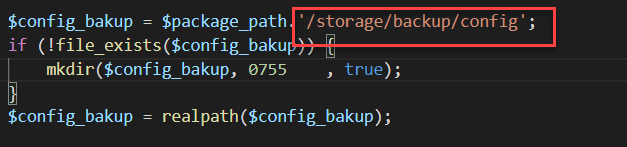 $config_bakup = $package_path.'/storage/backup/config';
if (!file_exists($config_bakup)) {
    mkdir($config_bakup, 0755    , true);
}
$config_bakup = realpath($config_bakup);